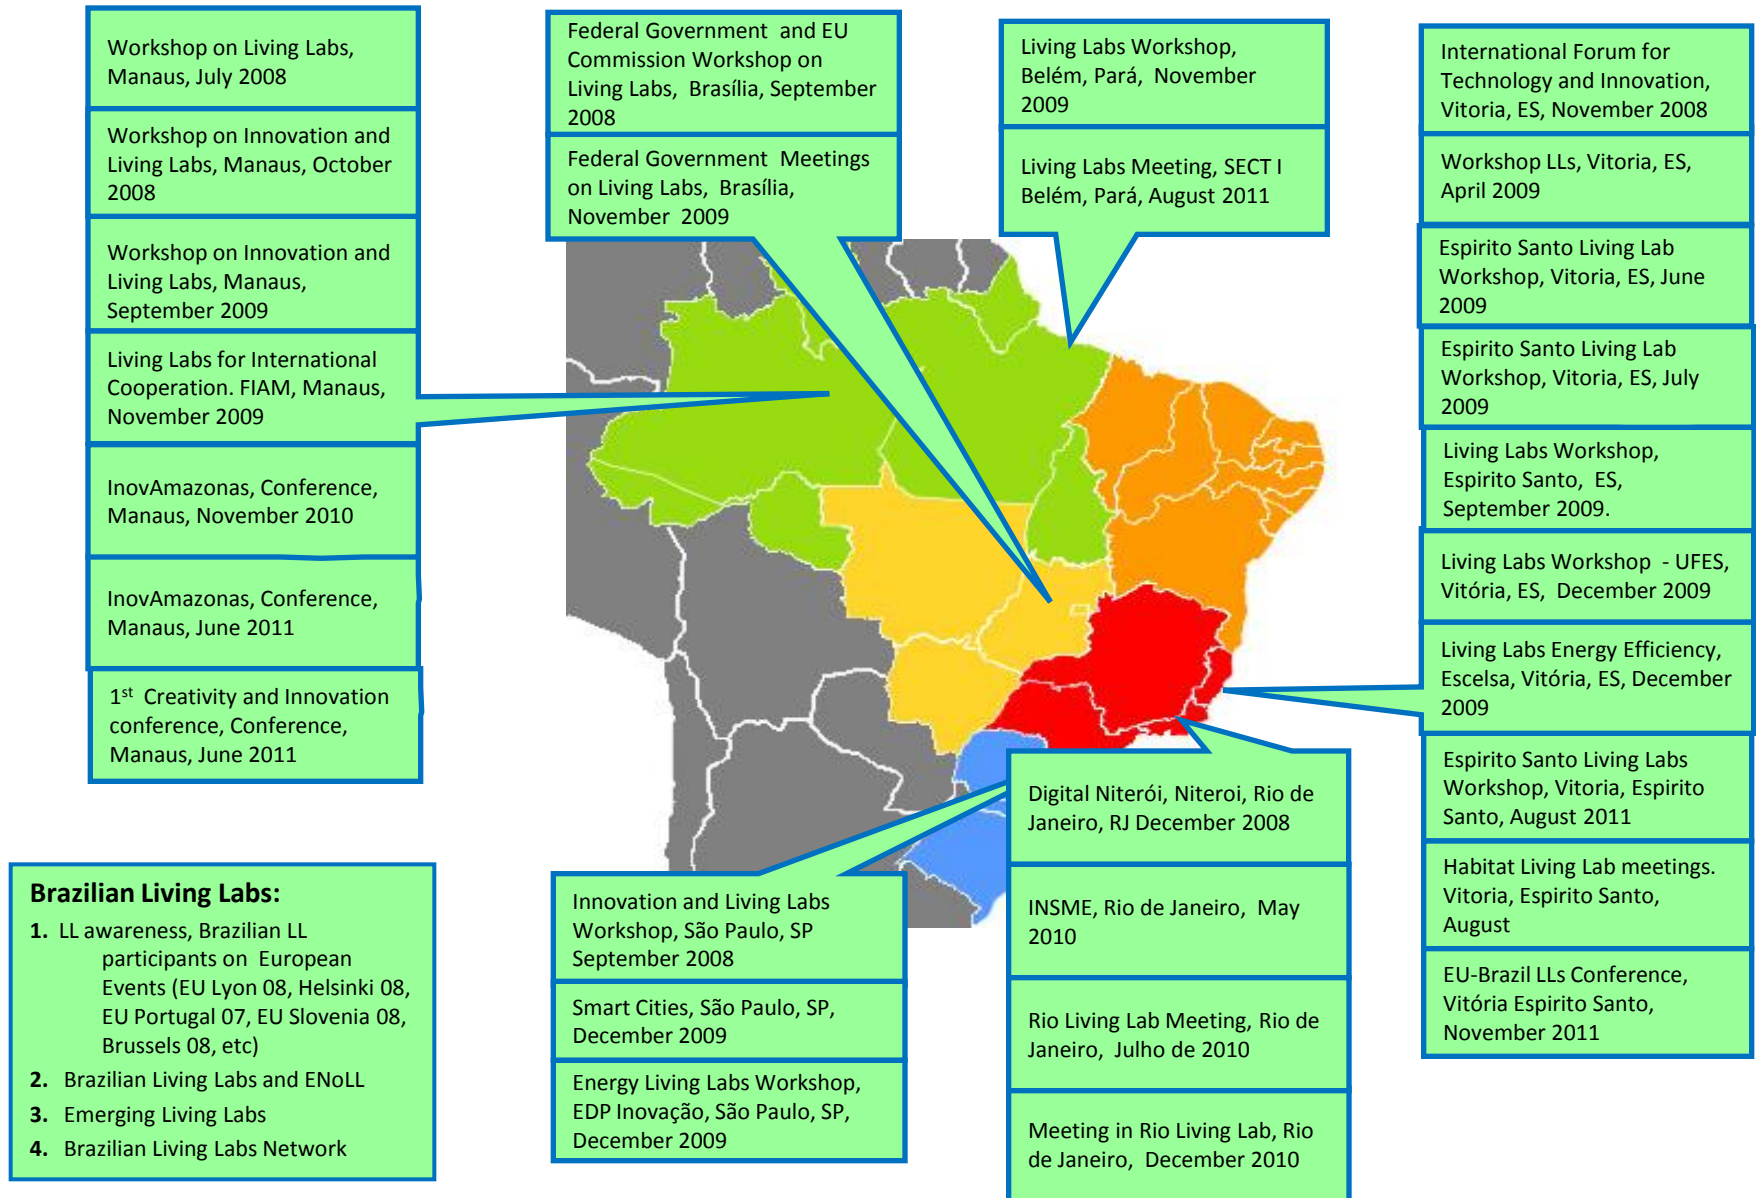 Workshop on Living Labs,
Manaus, July 2008
Workshop on Innovation and
Living Labs, Manaus, October
2008
Workshop on Innovation and
Living Labs, Manaus,
September 2009
Living Labs for International
Cooperation. FIAM, Manaus,
November 2009
InovAmazonas, Conference,
Manaus, November 2010
InovAmazonas, Conference,
Manaus, June 2011
1st Creativity and Innovation
conference, Conference,
Manaus, June 2011
Federal Government and EU
Commission Workshop on
Living Labs, Brasília, September
2008
Federal Government Meetings
on Living Labs, Brasília,
November 2009
Living Labs Workshop,
Belém, Pará, November
2009
Living Labs Meeting, SECT I
Belém, Pará, August 2011
International Forum for
Technology and Innovation,
Vitoria, ES, November 2008
Workshop LLs, Vitoria, ES,
April 2009
Espirito Santo Living Lab
Workshop, Vitoria, ES, June
2009
Espirito Santo Living Lab
Workshop, Vitoria, ES, July
2009
Living Labs Workshop,
Espirito Santo, ES,
September 2009.
Living Labs Workshop - UFES,
Vitória, ES, December 2009
Living Labs Energy Efficiency,
Escelsa, Vitória, ES, December
2009
Espirito Santo Living Labs
Workshop, Vitoria, Espirito
Santo, August 2011
Habitat Living Lab meetings.
Vitoria, Espirito Santo,
August
EU-Brazil LLs Conference,
Vitória Espirito Santo,
November 2011
Digital Niterói, Niteroi, Rio de
Janeiro, RJ December 2008
INSME, Rio de Janeiro, May
2010
Rio Living Lab Meeting, Rio de
Janeiro, Julho de 2010
Meeting in Rio Living Lab, Rio
de Janeiro, December 2010
Innovation and Living Labs
Workshop, São Paulo, SP
September 2008
Smart Cities, São Paulo, SP,
December 2009
Energy Living Labs Workshop,
EDP Inovação, São Paulo, SP,
December 2009
Brazilian Living Labs:
1. LL awareness, Brazilian LL
participants on European
Events (EU Lyon 08, Helsinki 08,
EU Portugal 07, EU Slovenia 08,
Brussels 08, etc)
2. Brazilian Living Labs and ENoLL
3. Emerging Living Labs
4. Brazilian Living Labs Network